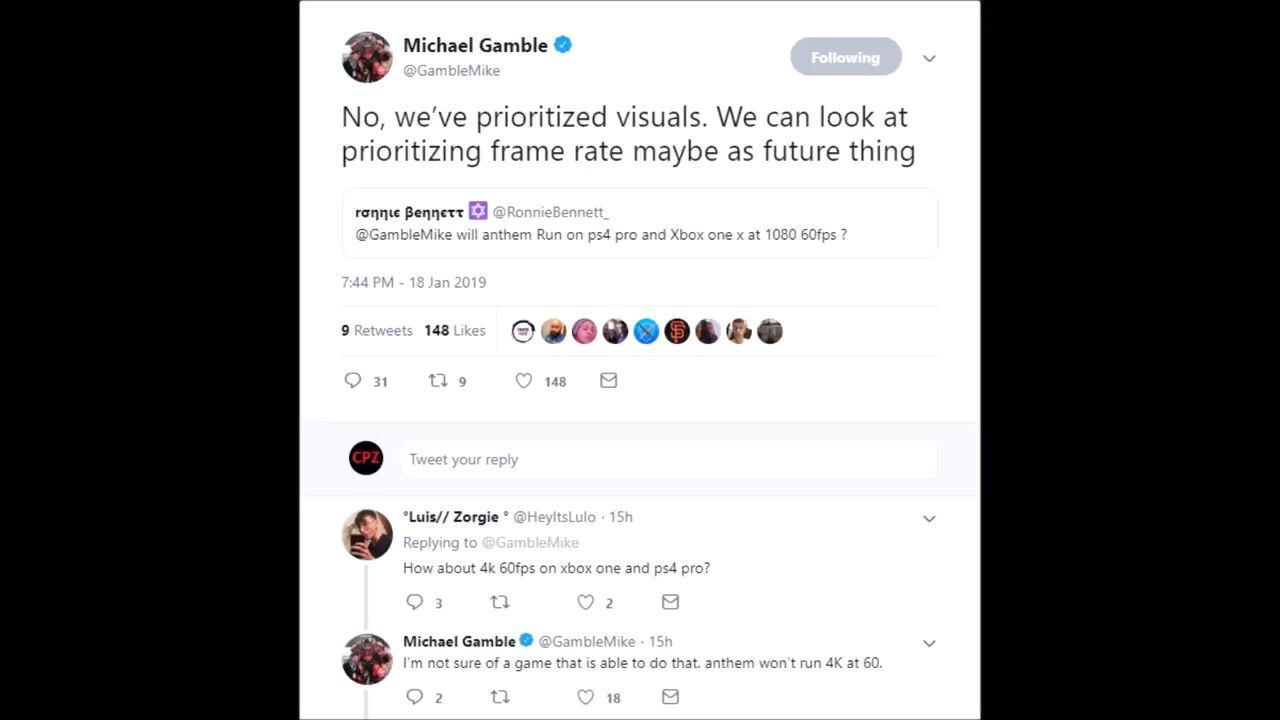 Michael Gamble
@GambleMike
Following
No, we've prioritized visuals. We can look at
prioritizing frame rate maybe as future thing
rσηηιє βєηηєττ ✡ @RonnieBennett_
@GambleMike will anthem Run on ps4 pro and Xbox one x at 1080 60fps ?
7:44 PM - 18 Jan 2019
9 Retweets 148 Likes
31 9 148
CPZ
Tweet your reply
°Luis// Zorgie ° @HeyItsLulo · 15h
Replying to @GambleMike
How about 4k 60fps on xbox one and ps4 pro?
3 2
Michael Gamble @GambleMike · 15h
I'm not sure of a game that is able to do that. anthem won't run 4K at 60.
2 18